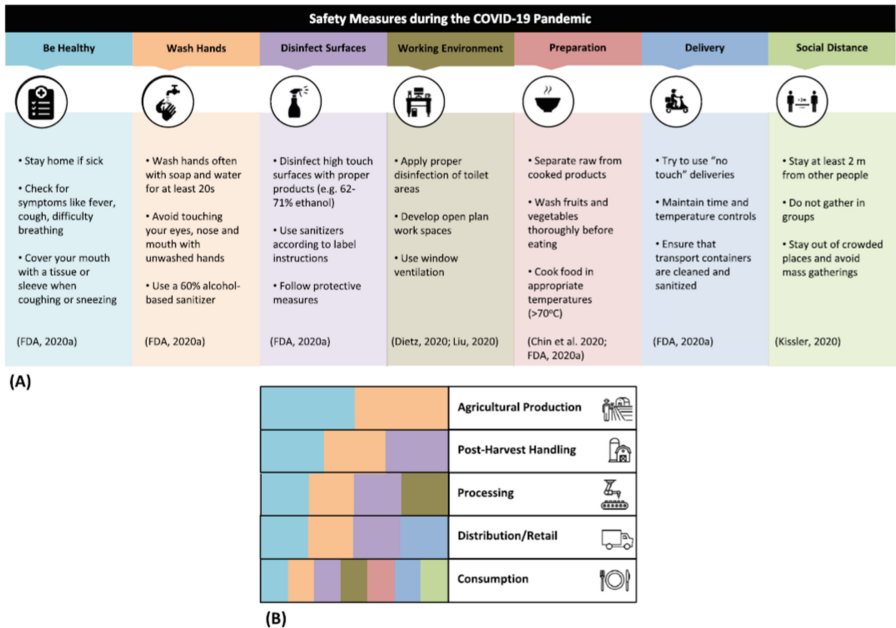 Safety Measures during the COVID-19 Pandemic
Be Healthy
Wash Hands
Disinfect Surfaces
Working Environment
Preparation
Delivery
Social Distance
• Stay home if sick
• Check for
symptoms like fever,
cough, difficulty
breathing
• Cover your mouth
with a tissue or
sleeve when
coughing or sneezing
(FDA, 2020a)
• Wash hands often
with soap and water
for at least 20s
• Avoid touching
your eyes, nose and
mouth with
unwashed hands
• Use a 60% alcohol-
based sanitizer
(FDA, 2020a)
• Disinfect high touch
surfaces with proper
products (e.g. 62-
71% ethanol)
• Use sanitizers
according to label
instructions
• Follow protective
measures
(FDA, 2020a)
• Apply proper
disinfection of toilet
areas
• Develop open plan
work spaces
• Use window
ventilation
(Dietz, 2020; Liu, 2020)
• Separate raw from
cooked products
• Wash fruits and
vegetables
thoroughly before
eating
• Cook food in
appropriate
temperatures
(>70°C)
(Chin et al. 2020;
FDA, 2020a)
• Try to use “no
touch” deliveries
• Maintain time and
temperature controls
• Ensure that
transport containers
are cleaned and
sanitized
(FDA, 2020a)
• Stay at least 2 m
from other people
• Do not gather in
groups
• Stay out of crowded
places and avoid
mass gatherings
(Kissler, 2020)
(A)
Agricultural Production
Post-Harvest Handling
Processing
Distribution/Retail
Consumption
(B)